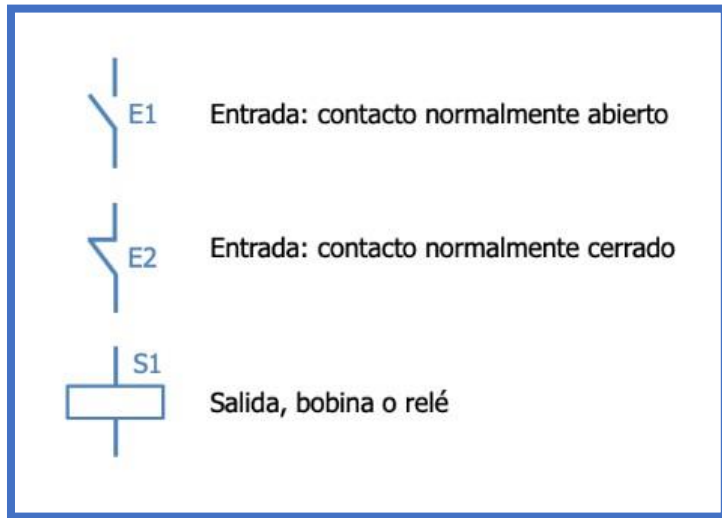 E1 Entrada: contacto normalmente abierto
E2 Entrada: contacto normalmente cerrado
S1
Salida, bobina o relé